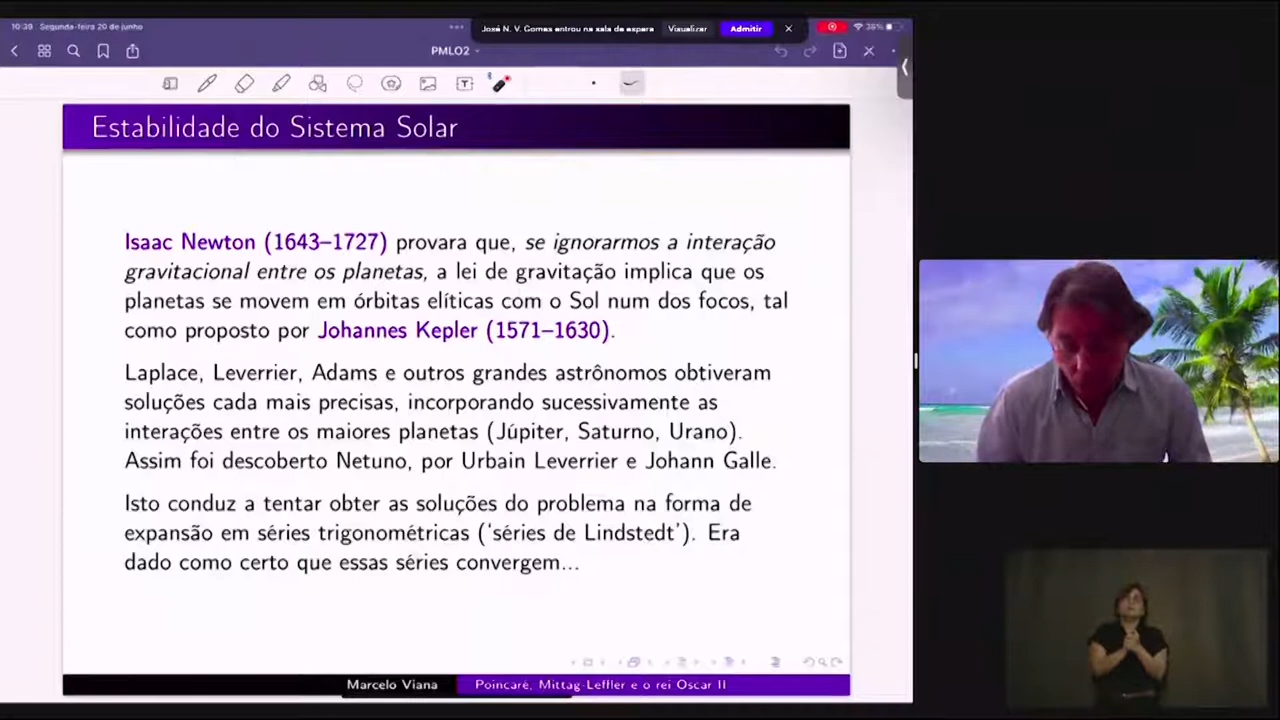 10:39 Segunda-feira 20 de junho
José N. V. Gomes entrou na sala de espera Visualizar Admitir
36%
PML02
Estabilidade do Sistema Solar
Isaac Newton (1643–1727) provara que, se ignorarmos a interação
gravitacional entre os planetas, a lei de gravitação implica que os
planetas se movem em órbitas elíticas com o Sol num dos focos, tal
como proposto por Johannes Kepler (1571–1630).
Laplace, Leverrier, Adams e outros grandes astrônomos obtiveram
soluções cada mais precisas, incorporando sucessivamente as
interações entre os maiores planetas (Júpiter, Saturno, Urano).
Assim foi descoberto Netuno, por Urbain Leverrier e Johann Galle.
Isto conduz a tentar obter as soluções do problema na forma de
expansão em séries trigonométricas (‘séries de Lindstedt’). Era
dado como certo que essas séries convergem...
Marcelo Viana Poincaré, Mittag-Leffler e o rei Oscar II